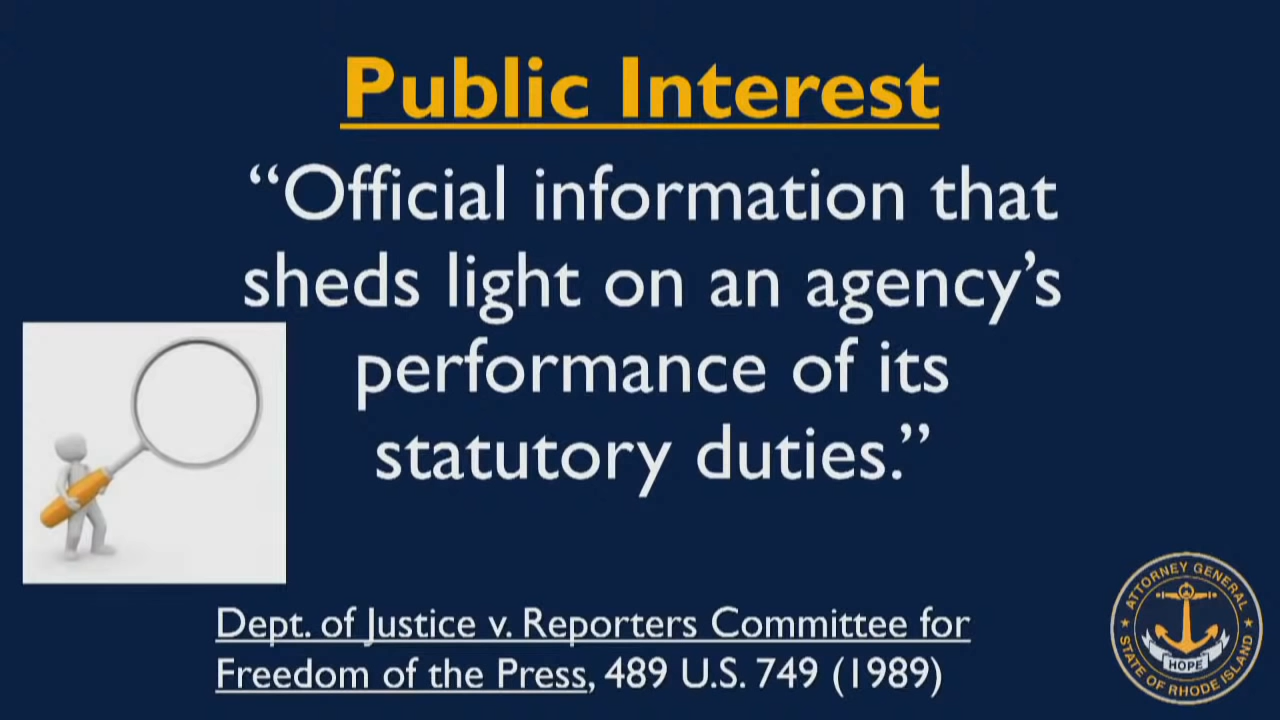 Public Interest
“Official information that
sheds light on an agency’s
performance of its
statutory duties.”
Dept. of Justice v. Reporters Committee for
Freedom of the Press, 489 U.S. 749 (1989)
ATTORNEY GENERAL
HOPE
STATE OF RHODE ISLAND